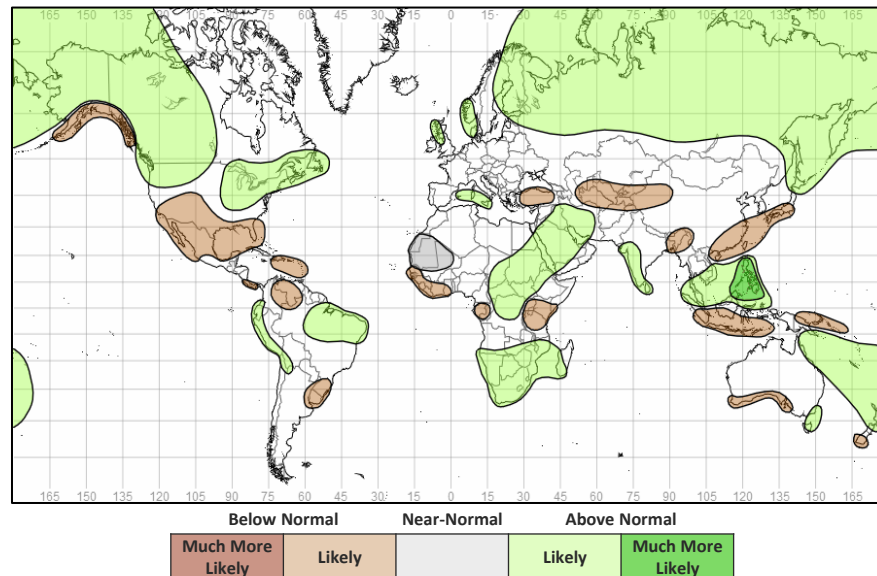 165 150 135 120 90 75 60 45 30 15 0 15 30 45 60 75 90 105 120 135 150 165
165 150 135 120 105 90 75 60 45 30 15 0 15 30 45 60 75 90 105 120 135 150 165
Below Normal Near-Normal Above Normal
Much More Likely Likely Likely Much More Likely